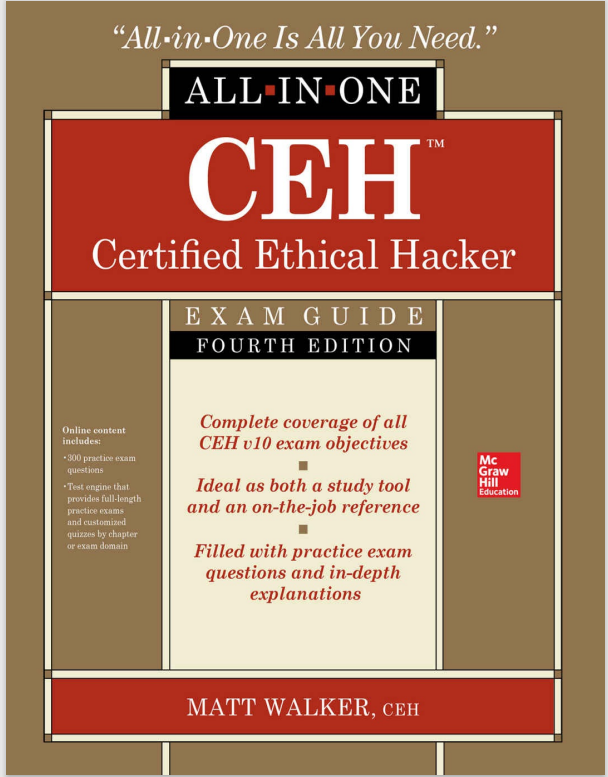 “All-in-One Is All You Need.”
ALL-IN-ONE
CEH™
Certified Ethical Hacker
EXAM GUIDE
FOURTH EDITION
Online content
includes:
•300 practice exam
questions
•Test engine that
provides full-length
practice exams
and customized
quizzes by chapter
or exam domain
Complete coverage of all
CEH v10 exam objectives
Ideal as both a study tool
and an on-the-job reference
Filled with practice exam
questions and in-depth
explanations
Mc
Graw
Hill
Education
MATT WALKER, CEH